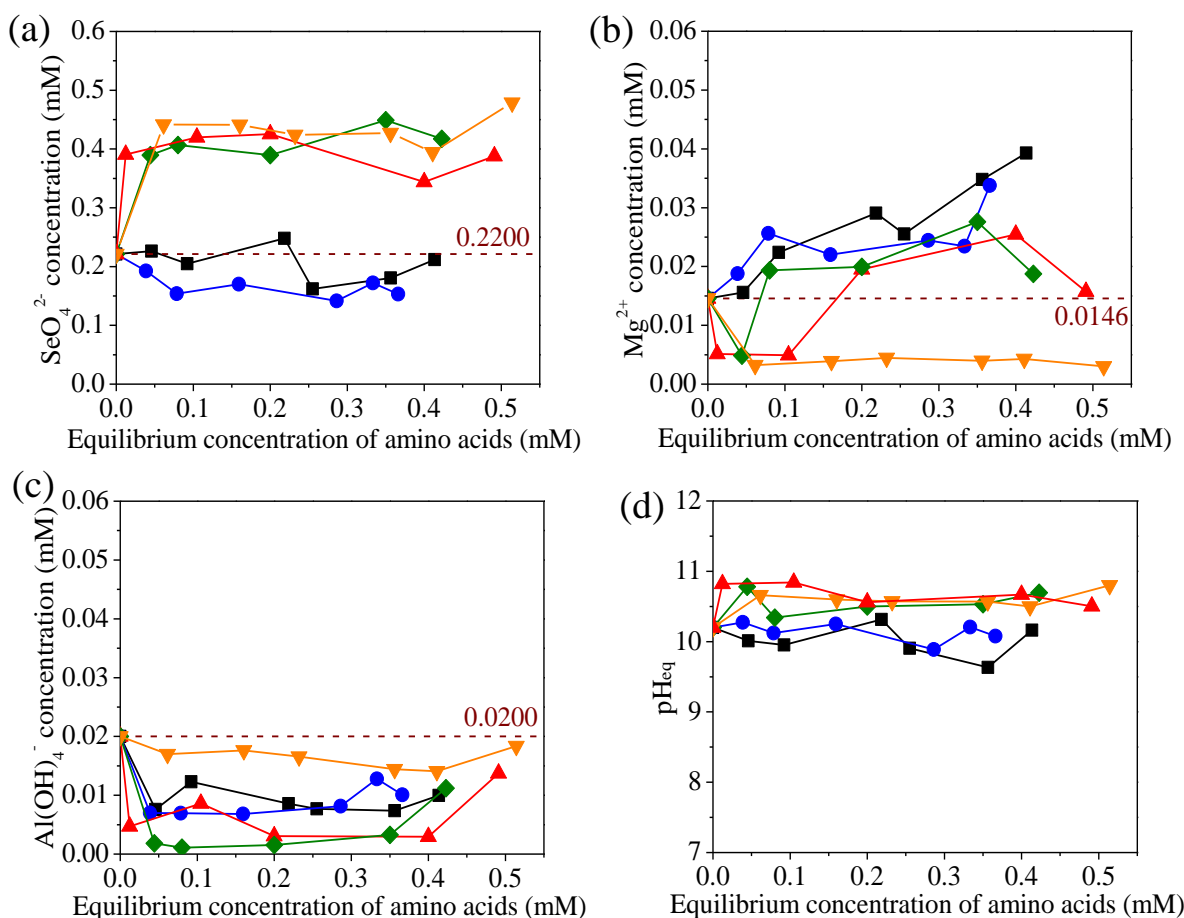 (a)
0.6
0.5
0.4
0.3
0.2
0.1
0.0
SeO₄²⁻ concentration (mM)
0.2200
0.0 0.1 0.2 0.3 0.4 0.5
Equilibrium concentration of amino acids (mM)
(b)
0.06
0.05
0.04
0.03
0.02
0.01
0.00
Mg²⁺ concentration (mM)
0.0146
0.0 0.1 0.2 0.3 0.4 0.5
Equilibrium concentration of amino acids (mM)
(c)
0.06
0.05
0.04
0.03
0.02
0.01
0.00
Al(OH)₄⁻ concentration (mM)
0.0200
0.0 0.1 0.2 0.3 0.4 0.5
Equilibrium concentration of amino acids (mM)
(d)
12
11
10
9
8
7
pHeq
0.0 0.1 0.2 0.3 0.4 0.5
Equilibrium concentration of amino acids (mM)